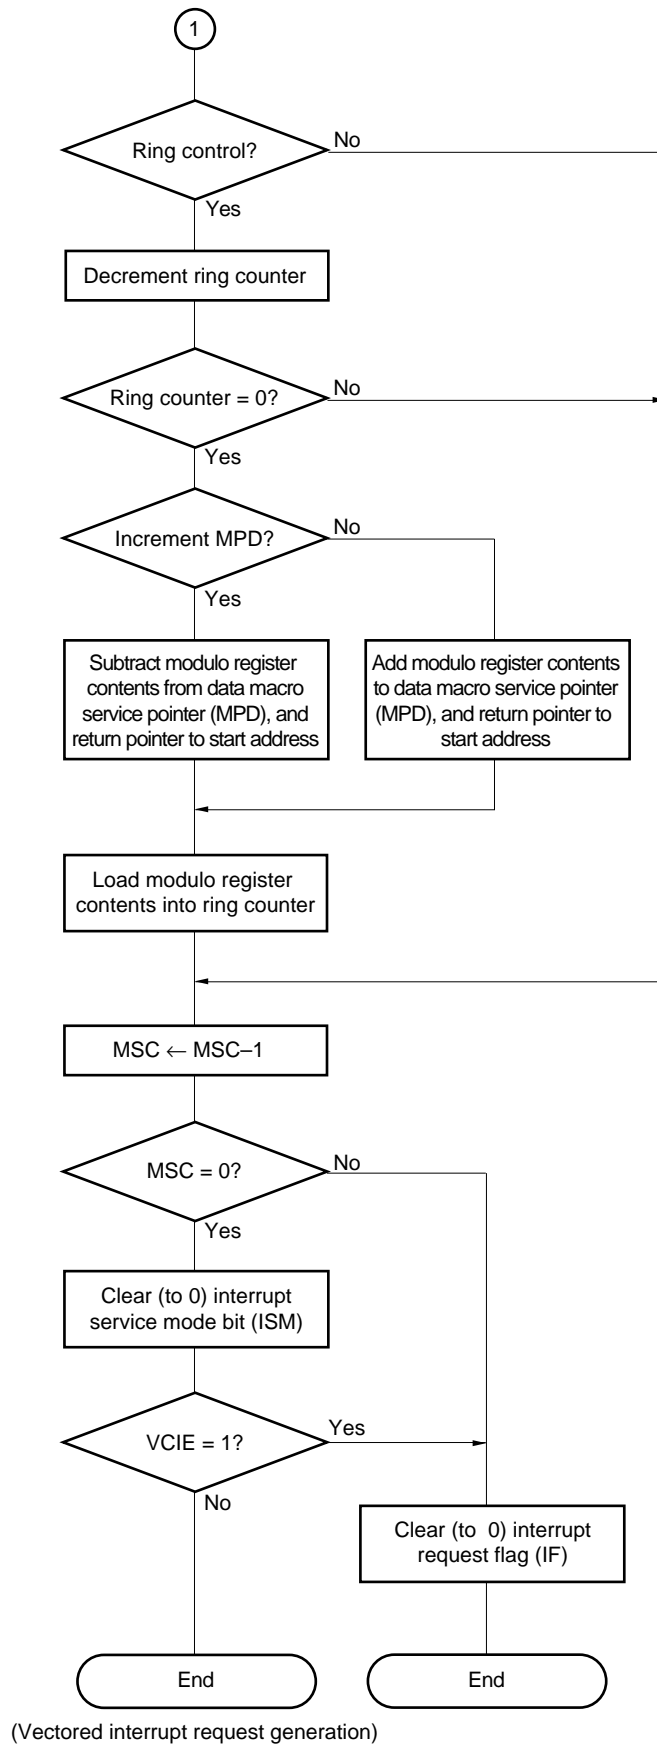 1
Ring control?
No
Yes
Decrement ring counter
Ring counter = 0?
No
Yes
Increment MPD?
No
Yes
Subtract modulo register
contents from data macro
service pointer (MPD), and
return pointer to start address
Add modulo register contents
to data macro service pointer
(MPD), and return pointer to
start address
Load modulo register
contents into ring counter
MSC ← MSC–1
MSC = 0?
No
Yes
Clear (to 0) interrupt
service mode bit (ISM)
VCIE = 1?
Yes
No
Clear (to 0) interrupt
request flag (IF)
End
End
(Vectored interrupt request generation)